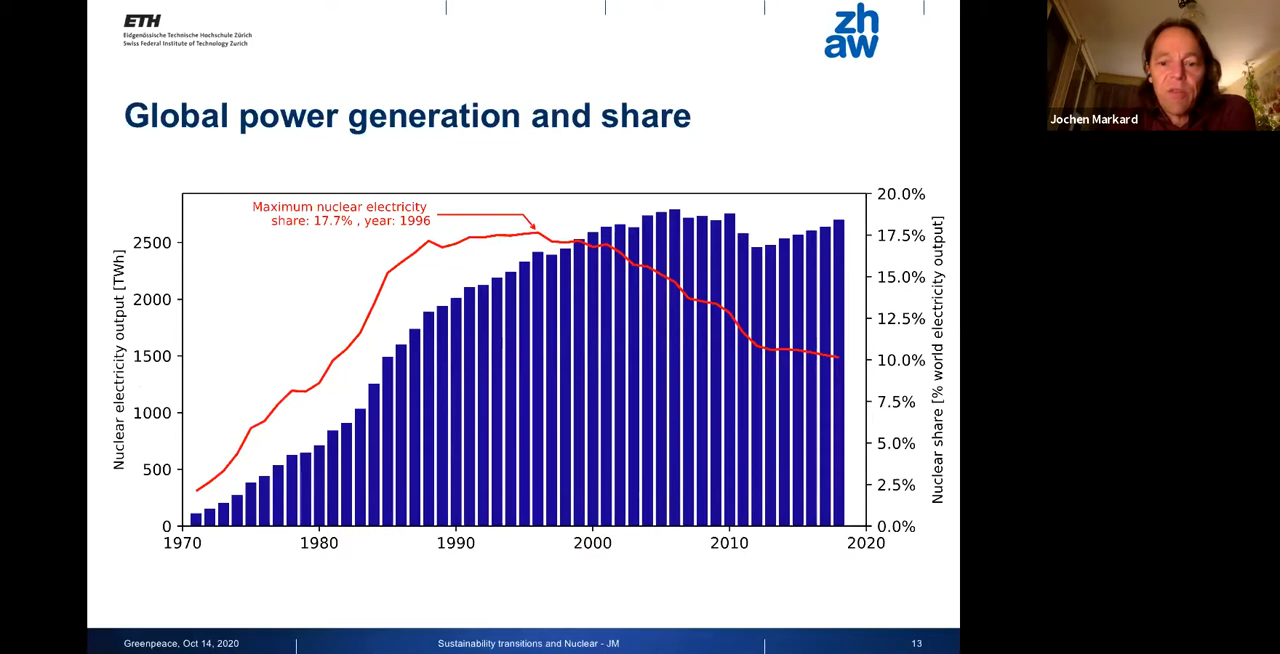 ETH
Eidgenössische Technische Hochschule Zürich
Swiss Federal Institute of Technology Zurich
zh
aw
Jochen Markard
Global power generation and share
Maximum nuclear electricity
share: 17.7% , year: 1996
Nuclear electricity output [TWh]
2500
2000
1500
1000
500
0
20.0%
17.5%
15.0%
12.5%
10.0%
7.5%
5.0%
2.5%
0.0%
Nuclear share [% world electricity output]
1970
1980
1990
2000
2010
2020
Greenpeace, Oct 14, 2020
Sustainability transitions and Nuclear - JM
13